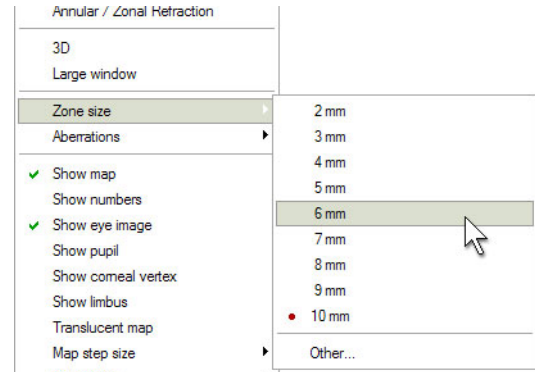 Annular / Zonal Refraction
3D
Large window
Zone size
Aberrations
Show map
Show numbers
Show eye image
Show pupil
Show corneal vertex
Show limbus
Translucent map
Map step size
2 mm
3 mm
4 mm
5 mm
6 mm
7 mm
8 mm
9 mm
10 mm
Other...